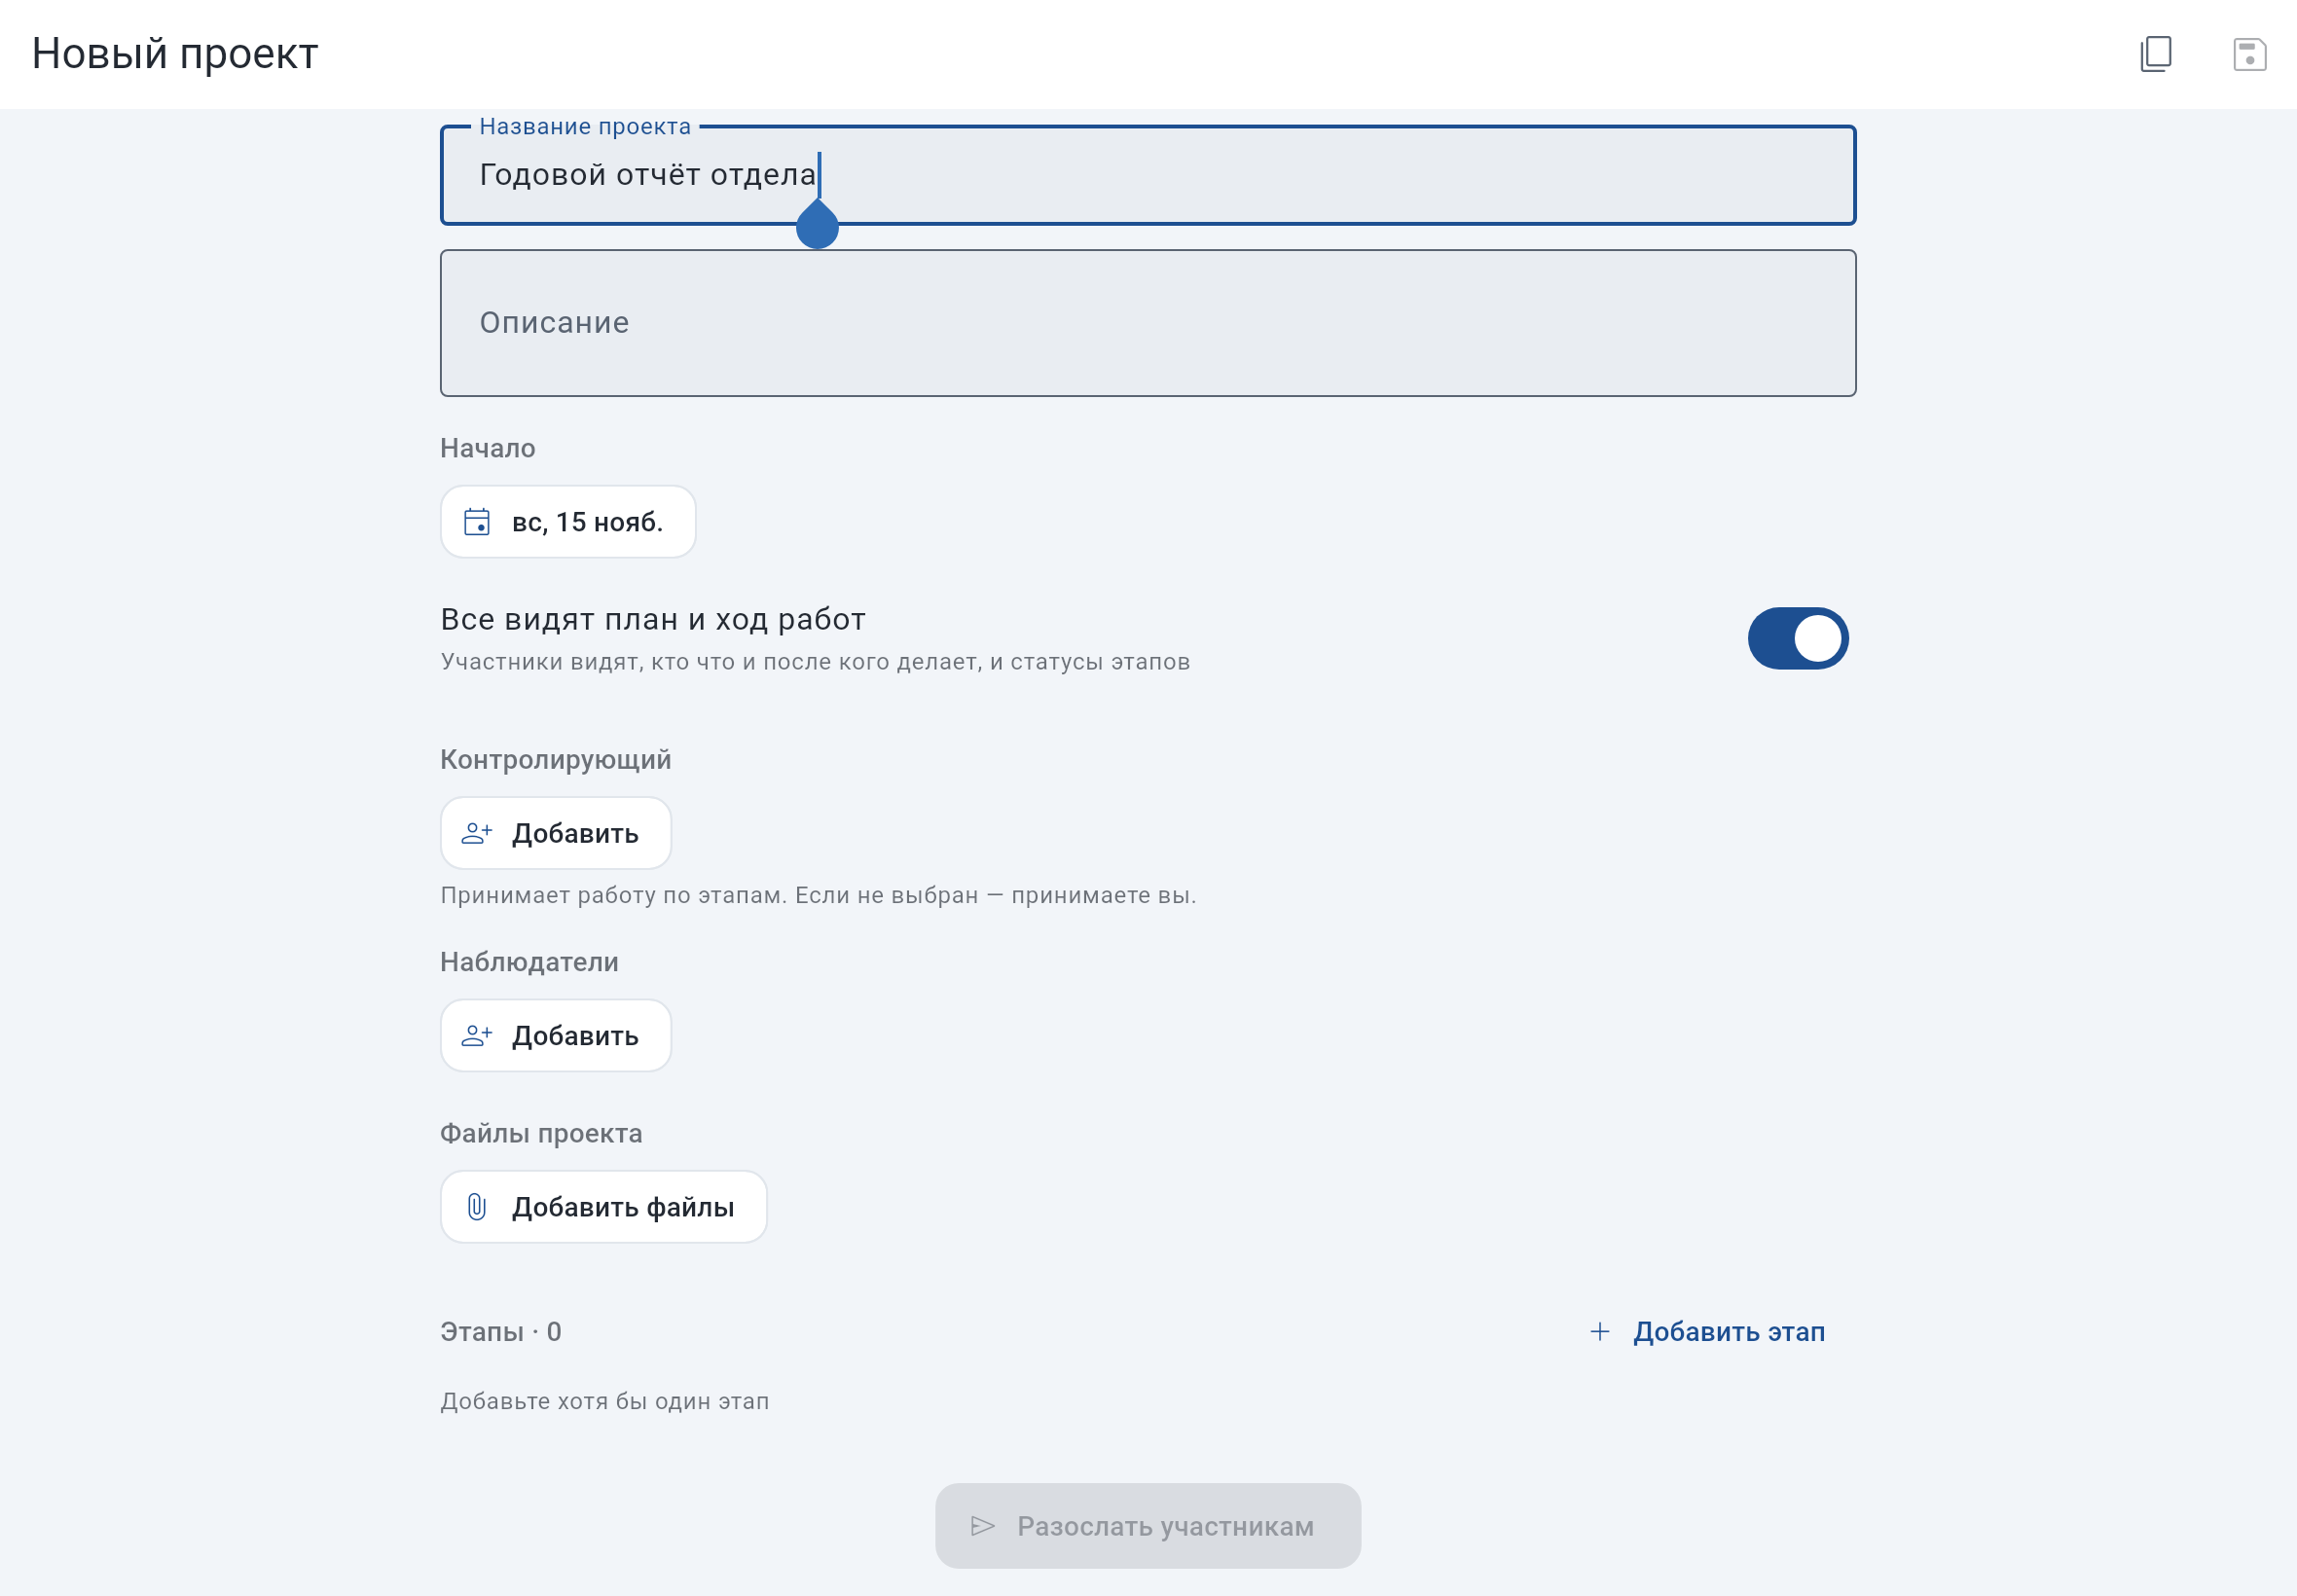 Новый проект
Название проекта
Годовой отчёт отдела
Описание
Начало
вс, 15 нояб.
Все видят план и ход работ
Участники видят, кто что и после кого делает, и статусы этапов
Контролирующий
Добавить
Принимает работу по этапам. Если не выбран — принимаете вы.
Наблюдатели
Добавить
Файлы проекта
Добавить файлы
Этапы · 0
Добавить этап
Добавьте хотя бы один этап
Разослать участникам